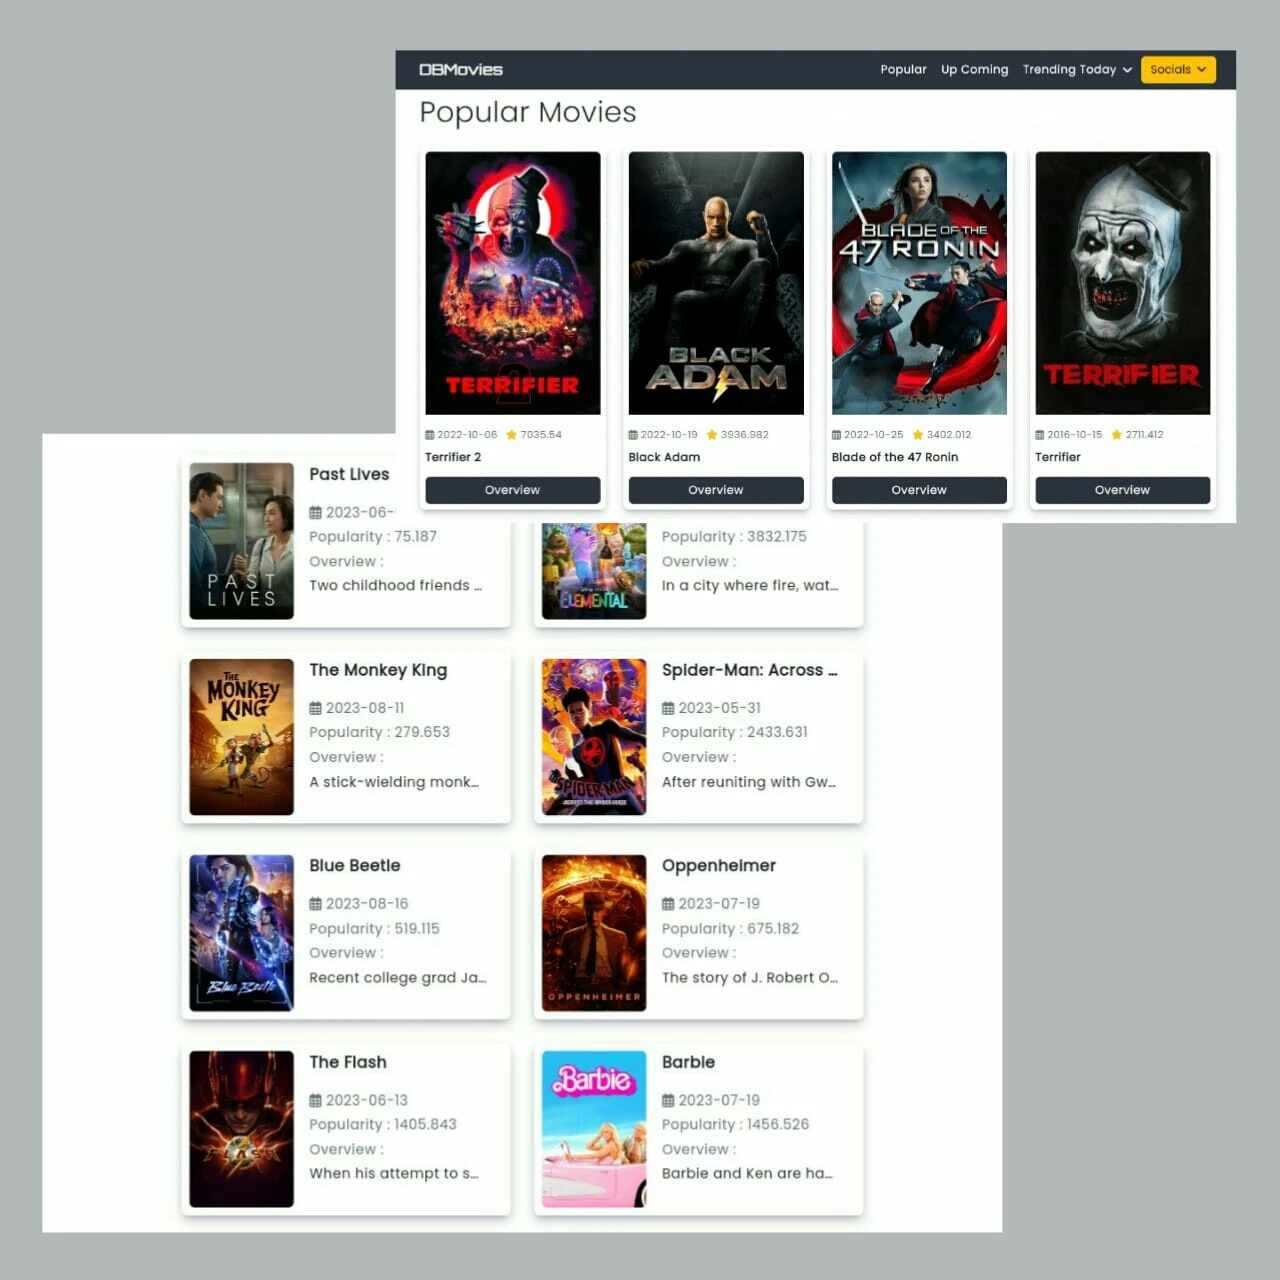 DBMovies
Popular
Up Coming
Trending Today
Socials
Popular Movies
TERRIFIER
2
BLACK
ADAM
BLADE OF THE
47 RONIN
TERRIFIER
2022-10-06 7035.54
2022-10-19 3936.982
2022-10-25 3402.012
2016-10-15 2711.412
Terrifier 2
Black Adam
Blade of the 47 Ronin
Terrifier
Overview
Overview
Overview
Overview
PAST
LIVES
Past Lives
2023-06-
Popularity : 75.187
Overview :
Two childhood friends ...
ELEMENTAL
Popularity : 3832.175
Overview :
In a city where fire, wat...
THE
MONKEY
KING
The Monkey King
2023-08-11
Popularity : 279.653
Overview :
A stick-wielding monk...
SPIDER-MAN
ACROSS THE SPIDER-VERSE
Spider-Man: Across ...
2023-05-31
Popularity : 2433.631
Overview :
After reuniting with Gw...
Blue Beetle
Blue Beetle
2023-08-16
Popularity : 519.115
Overview :
Recent college grad Ja...
OPPENHEIMER
Oppenheimer
2023-07-19
Popularity : 675.182
Overview :
The story of J. Robert O...
FLASH
The Flash
2023-06-13
Popularity : 1405.843
Overview :
When his attempt to s...
Barbie
Barbie
2023-07-19
Popularity : 1456.526
Overview :
Barbie and Ken are ha...